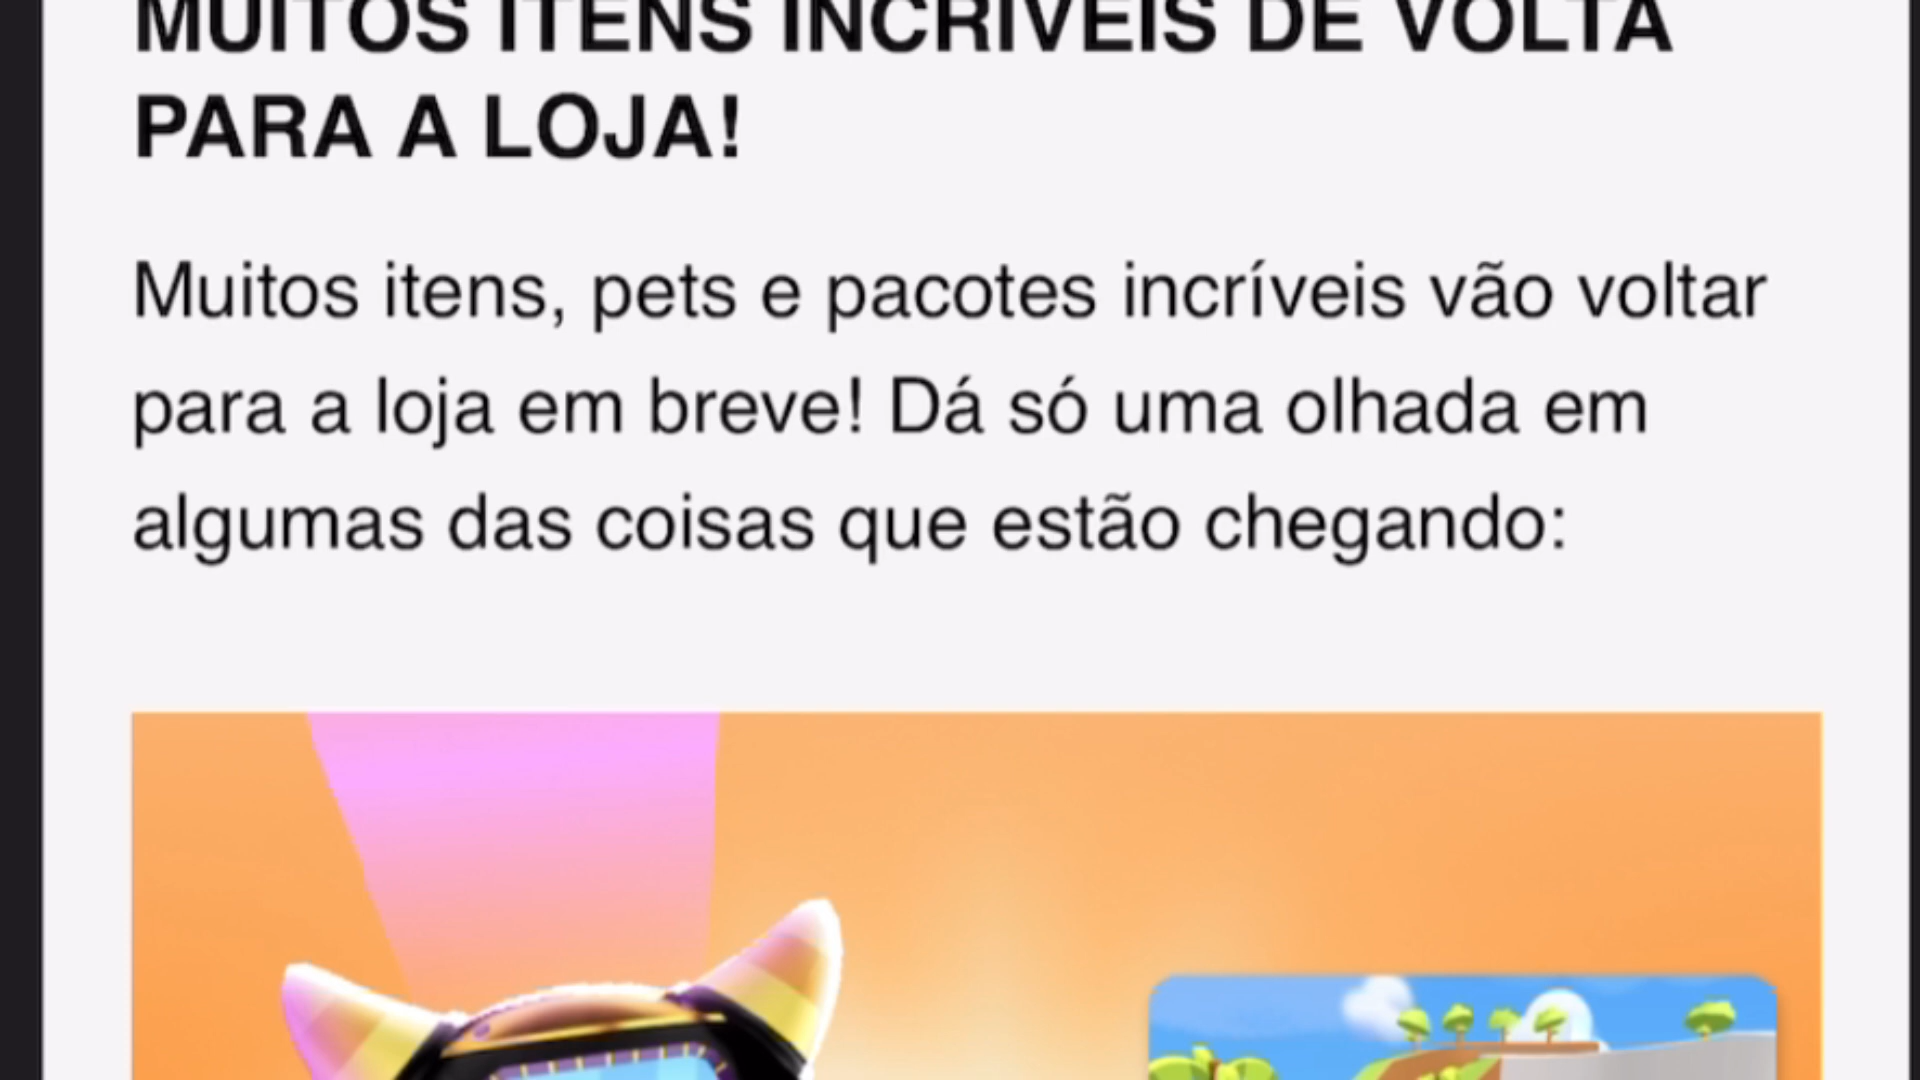 MUITOS ITENS INCRÍVEIS DE VOLTA
PARA A LOJA!
Muitos itens, pets e pacotes incríveis vão voltar
para a loja em breve! Dá só uma olhada em
algumas das coisas que estão chegando: